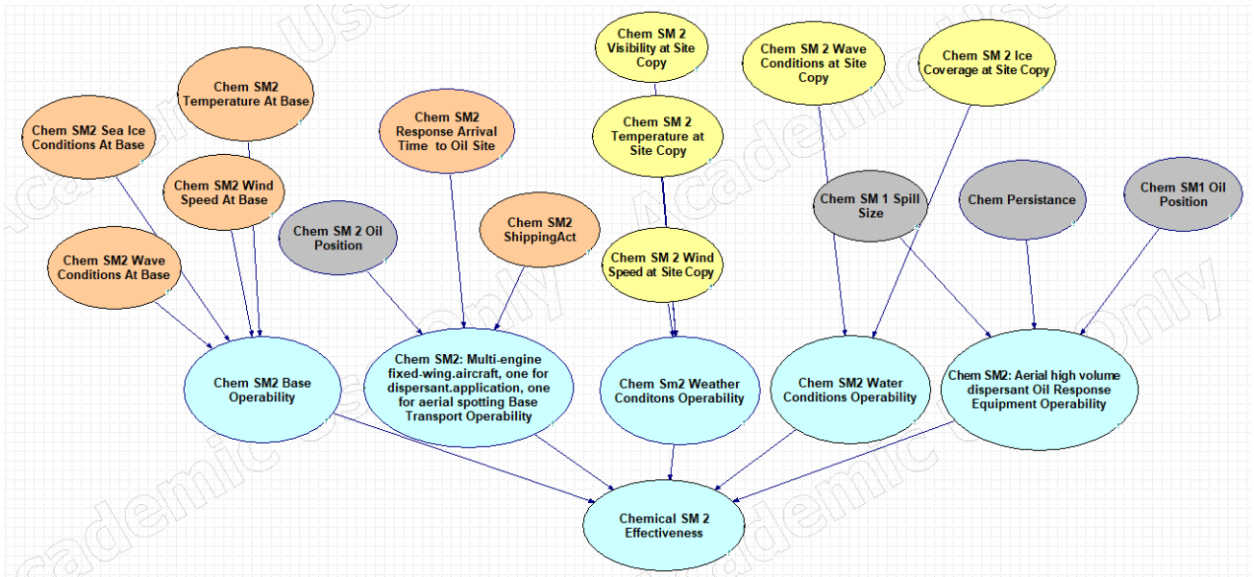 Chem SM 2
Visibility at Site
Copy
Chem SM 2 Wave
Conditions at Site
Copy
Chem SM 2 Ice
Coverage at Site Copy
Chem SM2
Temperature At Base
Chem SM2 Sea Ice
Conditions At Base
Chem SM2
Response Arrival
Time to Oil Site
Chem SM 2
Temperature at
Site Copy
Chem SM2 Wind
Speed At Base
Chem SM 2 Oil
Position
Chem SM2
ShippingAct
Chem SM 1 Spill
Size
Chem Persistance
Chem SM1 Oil
Position
Chem SM2 Wave
Conditions At Base
Chem SM 2 Wind
Speed at Site Copy
Chem SM2 Base
Operability
Chem SM2: Multi-engine
fixed-wing.aircraft, one for
dispersant.application, one
for aerial spotting Base
Transport Operability
Chem Sm2 Weather
Conditons Operability
Chem SM2 Water
Conditions Operability
Chem SM2: Aerial high volume
dispersant Oil Response
Equipment Operability
Chemical SM 2
Effectiveness
Academic Use Only
Academic Use Only